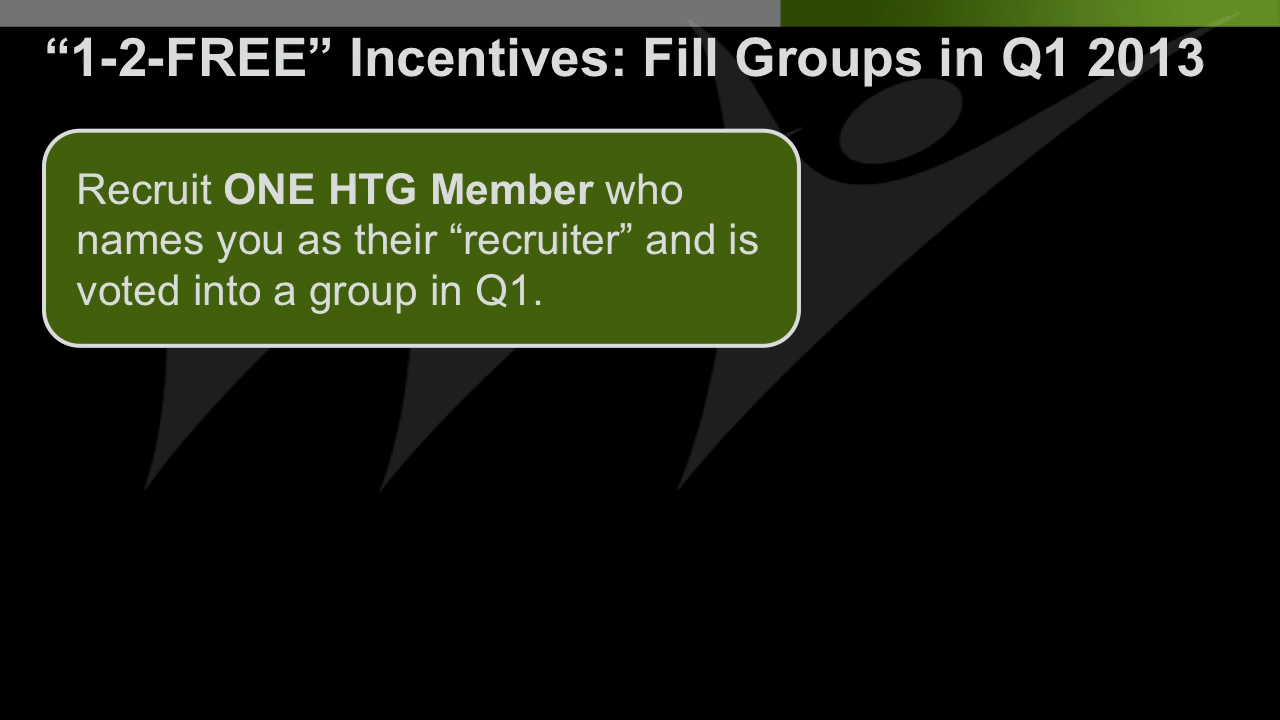 “1-2-FREE” Incentives: Fill Groups in Q1 2013
Recruit ONE HTG Member who
names you as their “recruiter” and is
voted into a group in Q1.